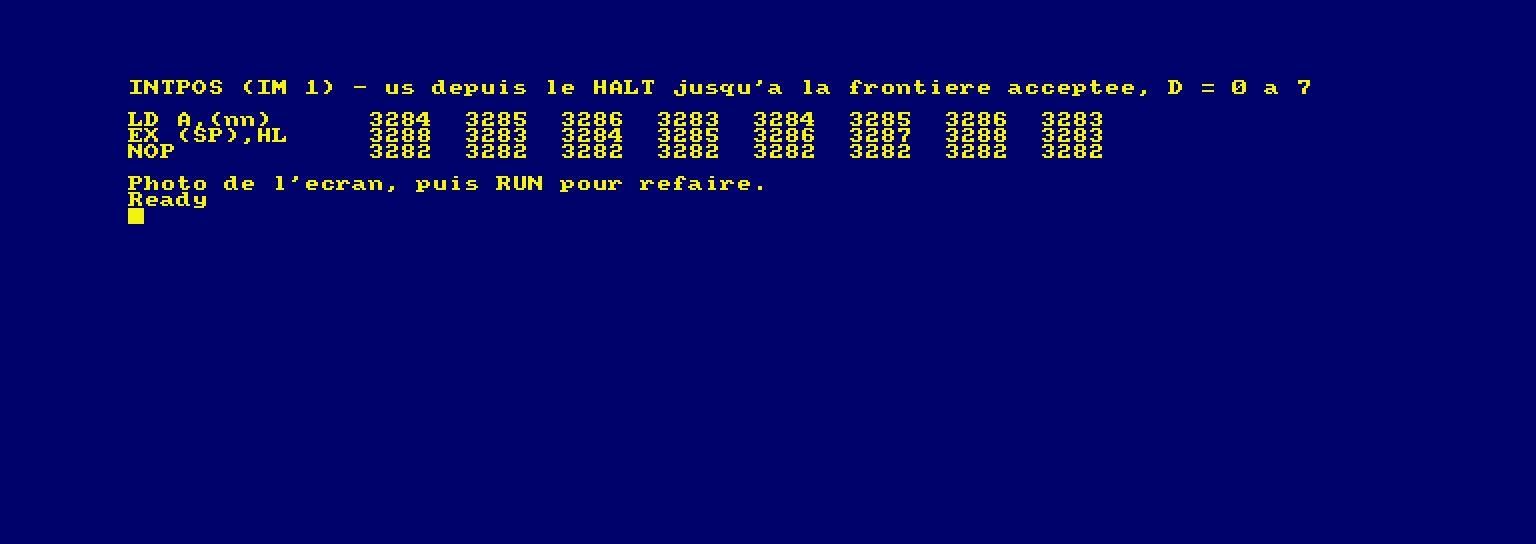 INTPOS (IM 1) - us depuis le HALT jusqu'a la frontiere acceptee, D = 0 a 7
LD A,(nn) 3284 3285 3286 3283 3284 3285 3286 3283
EX (SP),HL 3288 3283 3284 3285 3286 3287 3288 3283
NOP 3282 3282 3282 3282 3282 3282 3282 3282
Photo de l'ecran, puis RUN pour refaire.
Ready